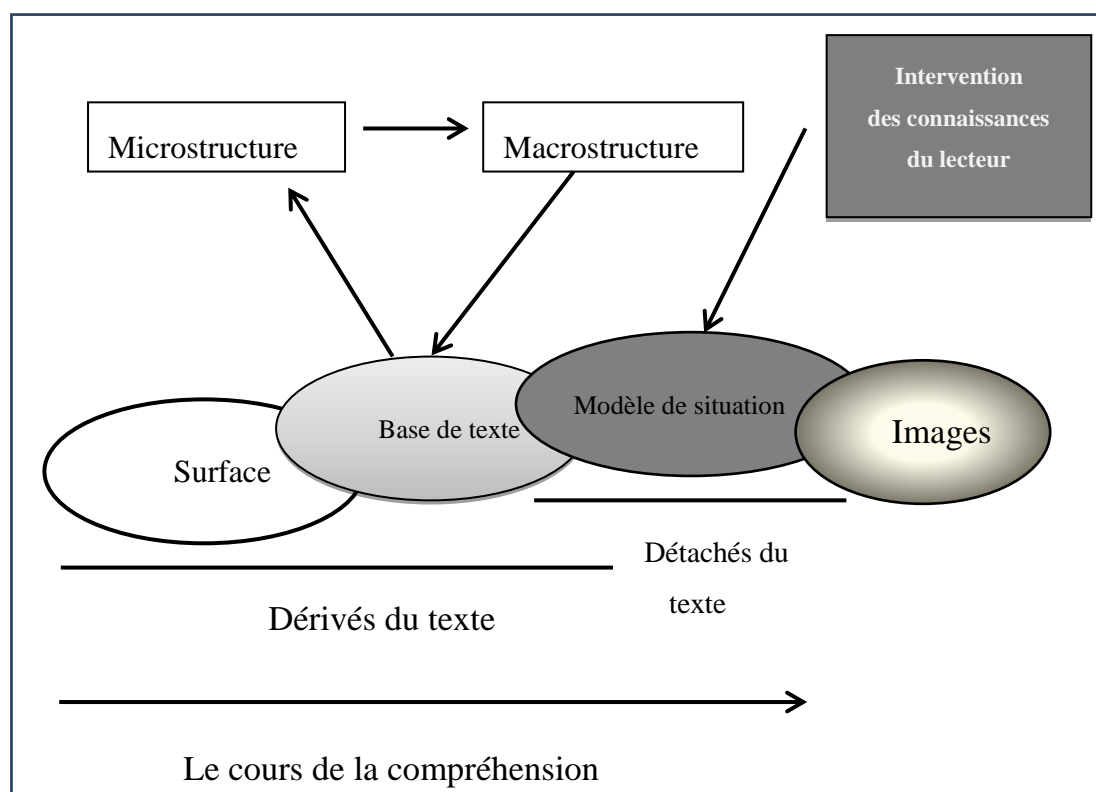 Intervention
des connaissances
du lecteur
Microstructure
Macrostructure
Modèle de situation
Base de texte
Images
Surface
Détachés du
texte
Dérivés du texte
Le cours de la compréhension